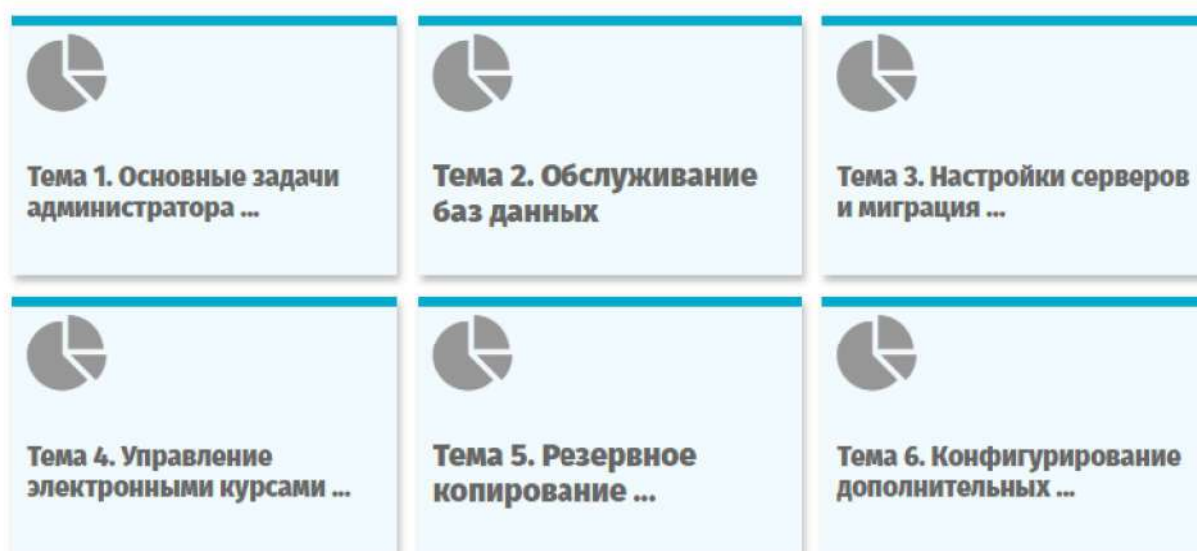 Тема 1. Основные задачи
администратора ...
Тема 2. Обслуживание
баз данных
Тема 3. Настройки серверов
и миграция ...
Тема 4. Управление
электронными курсами ...
Тема 5. Резервное
копирование ...
Тема 6. Конфигурирование
дополнительных ...